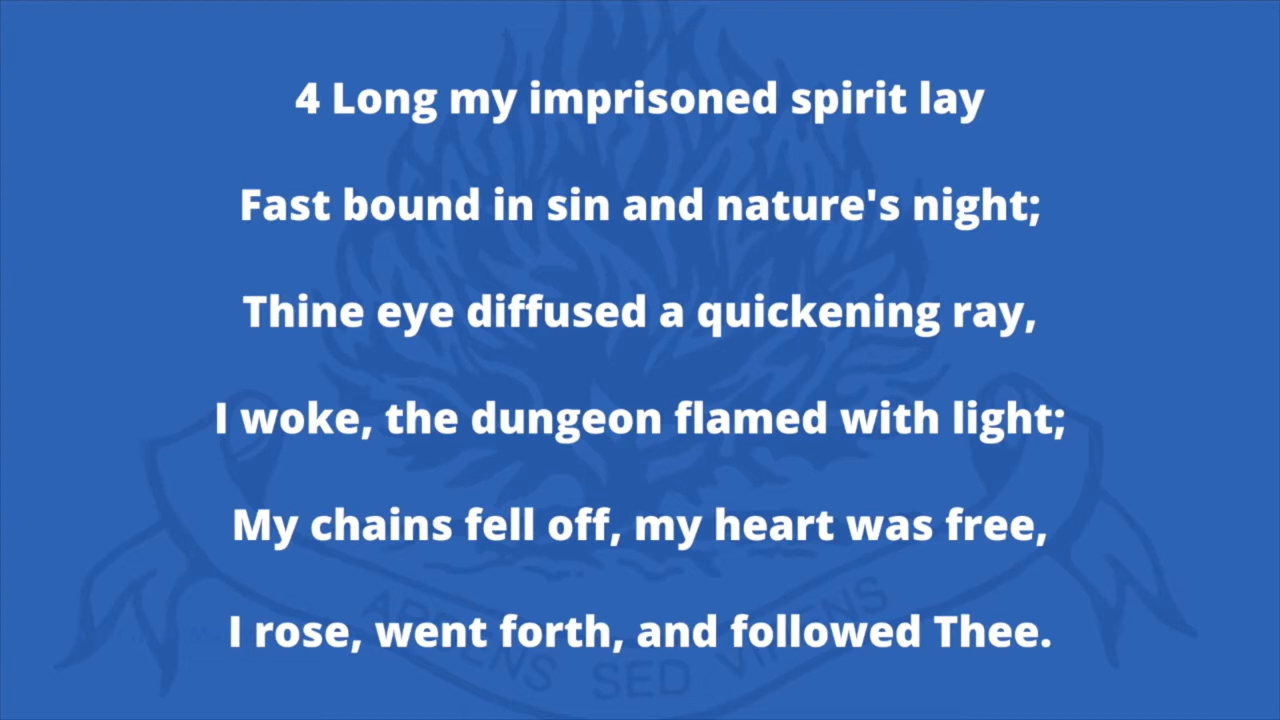 4 Long my imprisoned spirit lay
Fast bound in sin and nature's night;
Thine eye diffused a quickening ray,
I woke, the dungeon flamed with light;
My chains fell off, my heart was free,
I rose, went forth, and followed Thee.
SED